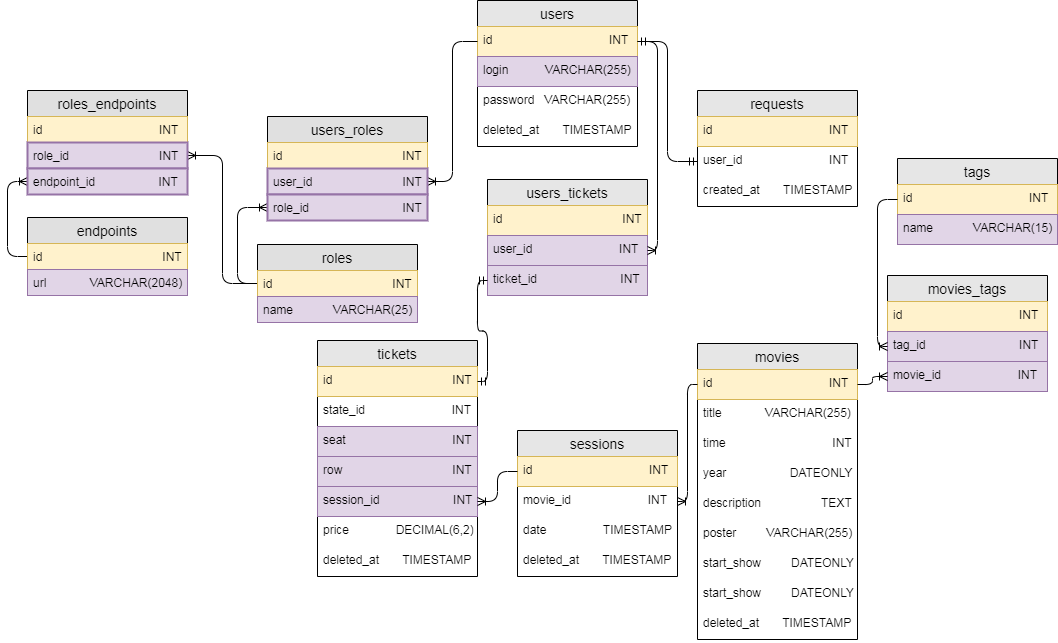 users
id INT
login VARCHAR(255)
password VARCHAR(255)
deleted_at TIMESTAMP
roles_endpoints
id INT
role_id INT
endpoint_id INT
endpoints
id INT
url VARCHAR(2048)
users_roles
id INT
user_id INT
role_id INT
roles
id INT
name VARCHAR(25)
users_tickets
id INT
user_id INT
ticket_id INT
requests
id INT
user_id INT
created_at TIMESTAMP
tags
id INT
name VARCHAR(15)
movies_tags
id INT
tag_id INT
movie_id INT
tickets
id INT
state_id INT
seat INT
row INT
session_id INT
price DECIMAL(6,2)
deleted_at TIMESTAMP
sessions
id INT
movie_id INT
date TIMESTAMP
deleted_at TIMESTAMP
movies
id INT
title VARCHAR(255)
time INT
year DATEONLY
description TEXT
poster VARCHAR(255)
start_show DATEONLY
start_show DATEONLY
deleted_at TIMESTAMP